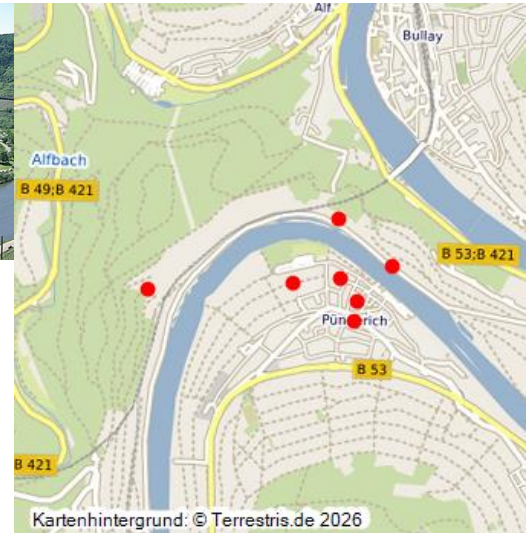 Alf
Bullay
Alfbach
B 49;B 421
B 53;B 421
Pünderich
B 53
B 421
Kartenhintergrund: © Terrestris.de 2026